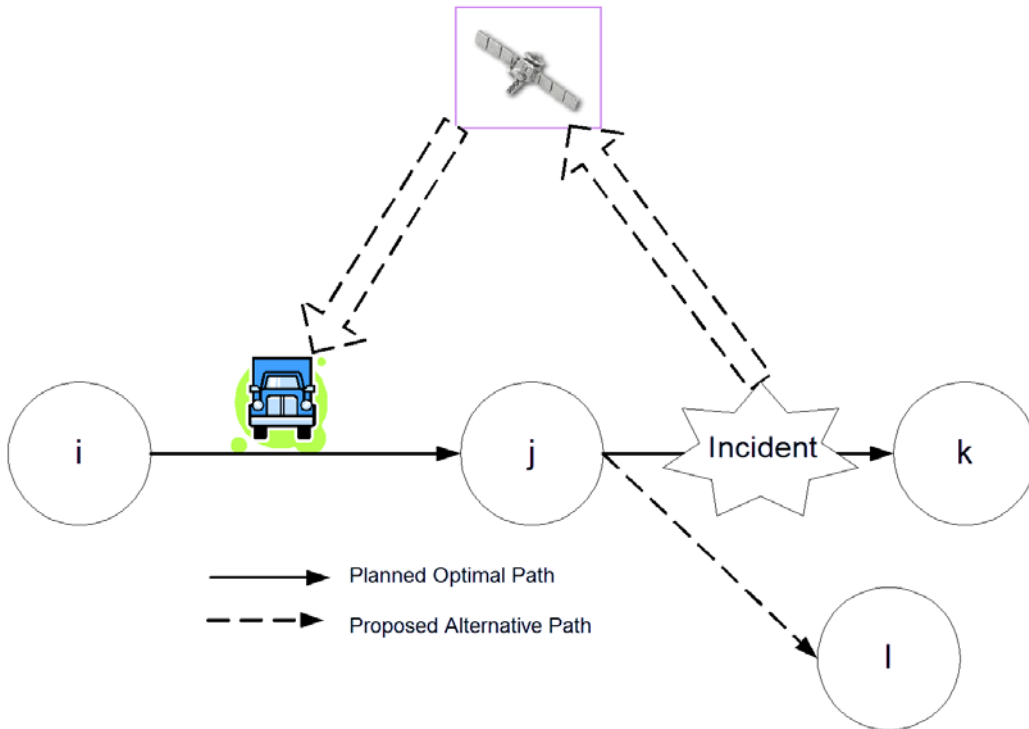 i
j
Incident
k
Planned Optimal Path
Proposed Alternative Path
l